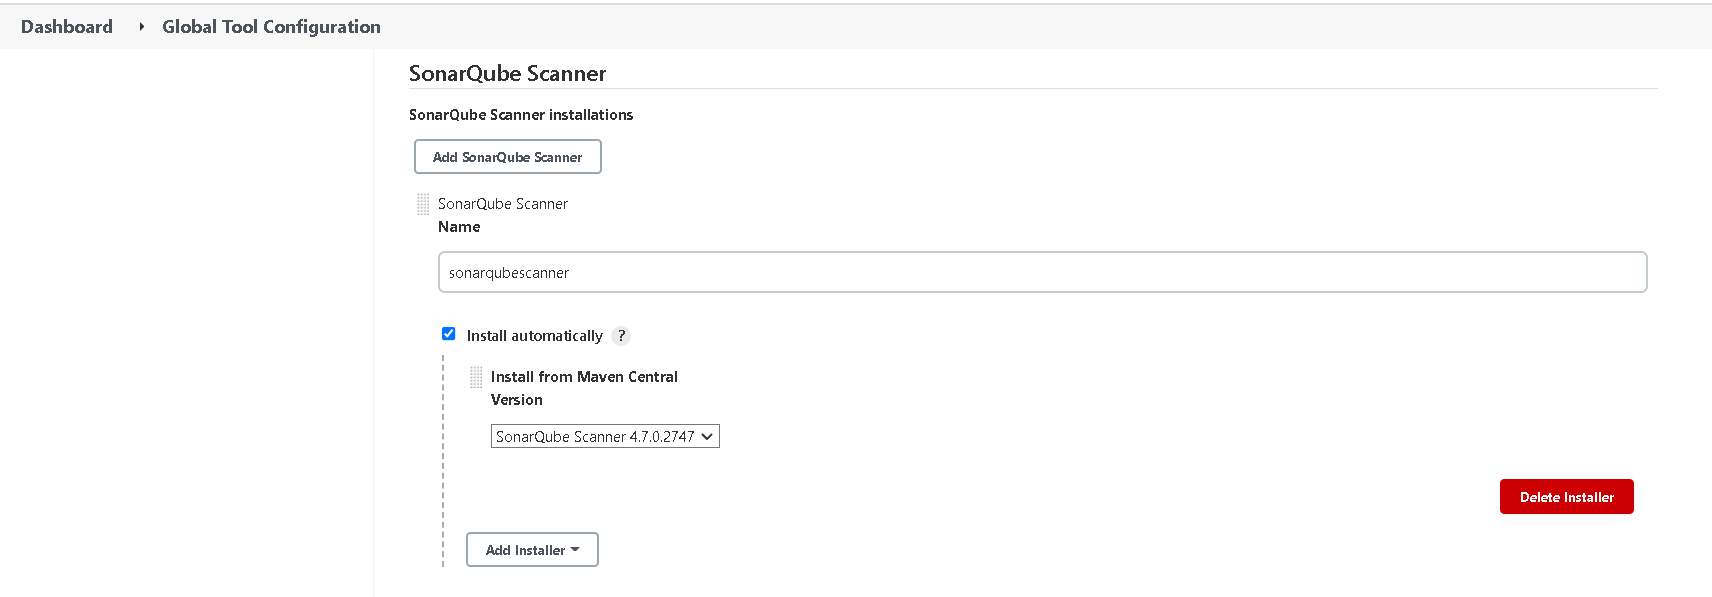 Dashboard Global Tool Configuration
SonarQube Scanner
SonarQube Scanner installations
Add SonarQube Scanner
SonarQube Scanner
Name
sonarqubescanner
Install automatically ?
Install from Maven Central
Version
SonarQube Scanner 4.7.0.2747
Delete Installer
Add Installer